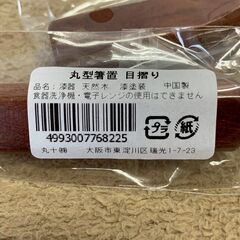 丸型箸置 目摺り
品名:漆器 天然木 漆塗装 中国製
食器洗浄機・電子レンジの使用はできません
4993007768225
プラ 紙
丸十㈱ 大阪市東淀川区瑞光1-7-23